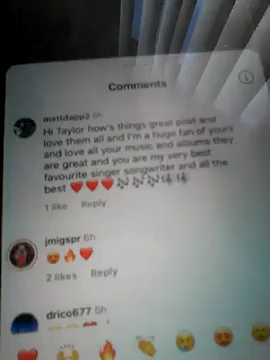 Comments
mattdapp2 6h
Hi Taylor how's things great post and
love them all and I'm a huge fan of yours
and love all your music and albums they
are great and you are my very best
favourite singer songwriter and all the
best ❤️❤️❤️🎶🎶🎶🎼🎼
1 like Reply
jmigspr 6h
😍🔥❤️
2 likes Reply
drico677 6h